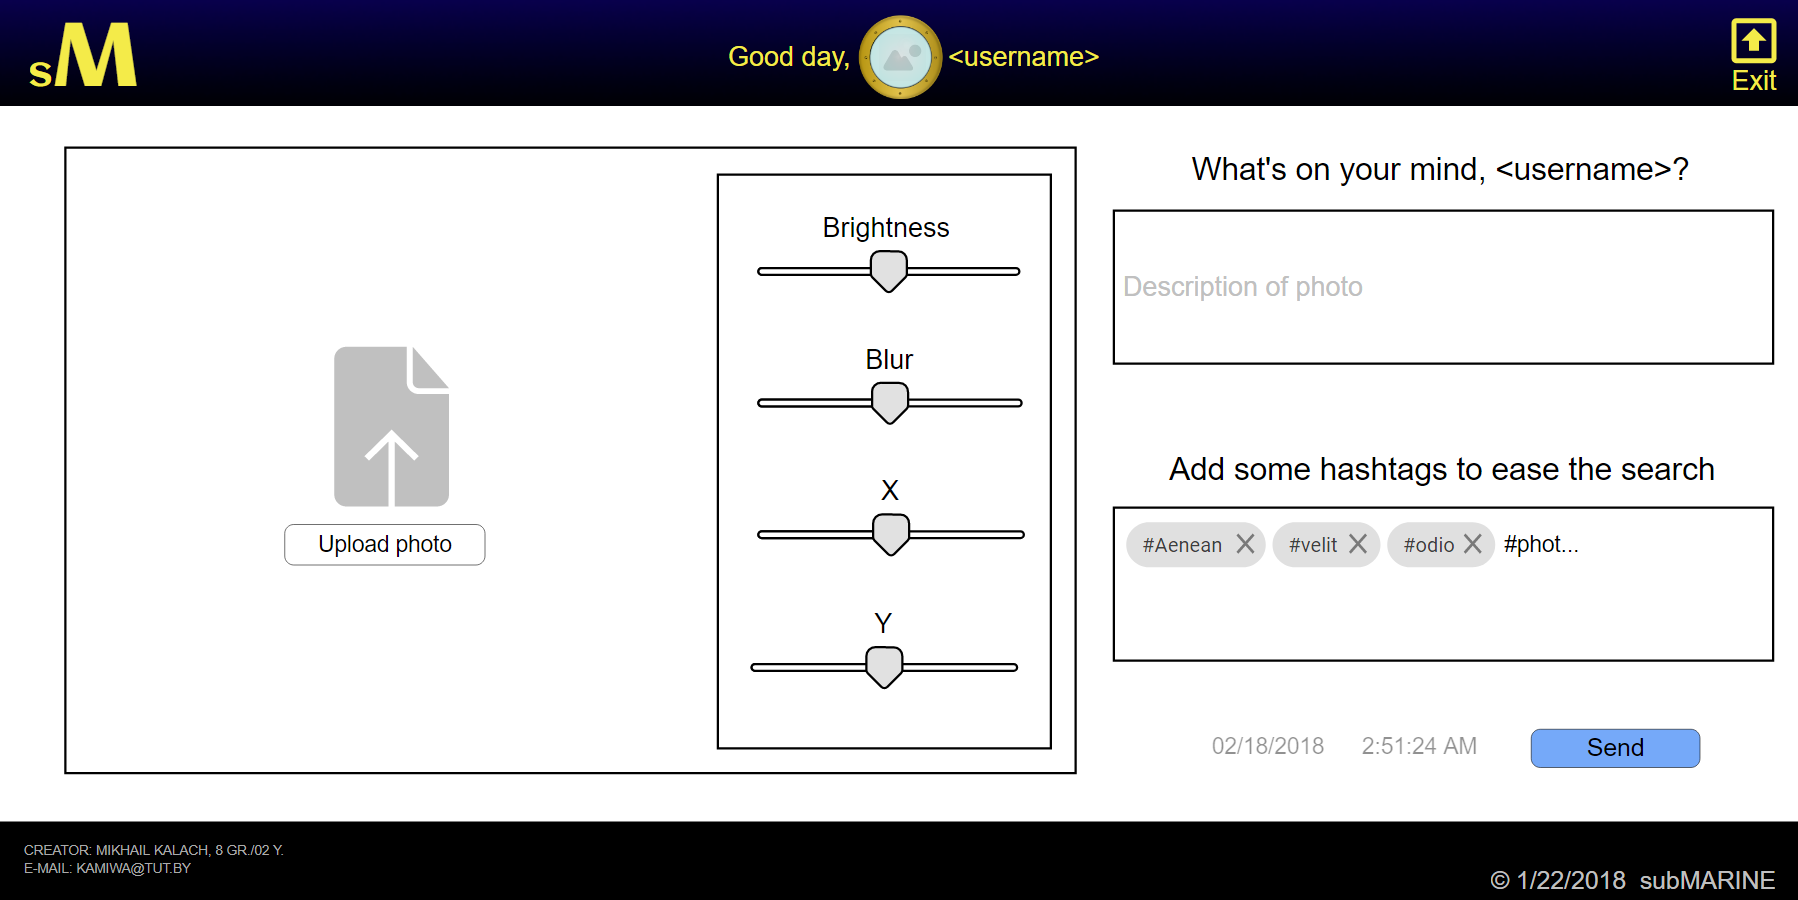 sM
Good day, <username>
Exit
Brightness
Blur
X
Y
Upload photo
What's on your mind, <username>?
Description of photo
Add some hashtags to ease the search
#Aenean #velit #odio #phot...
02/18/2018 2:51:24 AM Send
CREATOR: MIKHAIL KALACH, 8 GR./02 Y.
E-MAIL: KAMIWA@TUT.BY
© 1/22/2018 subMARINE